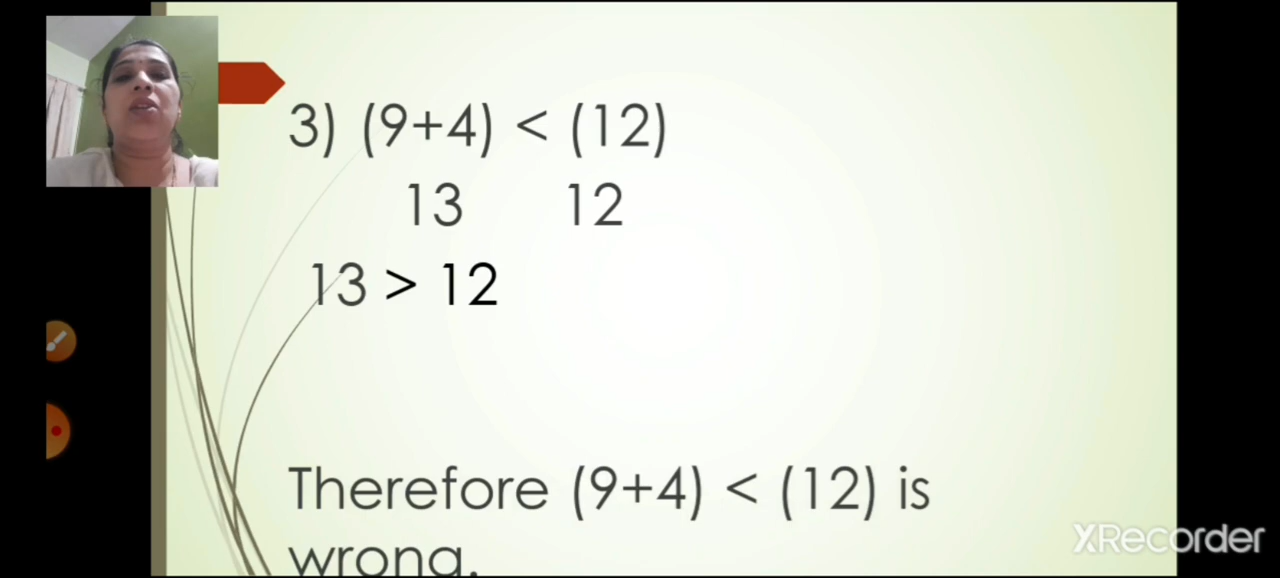 3) (9+4) < (12)
13 12
13 > 12
Therefore (9+4) < (12) is
wrong.
XRecorder